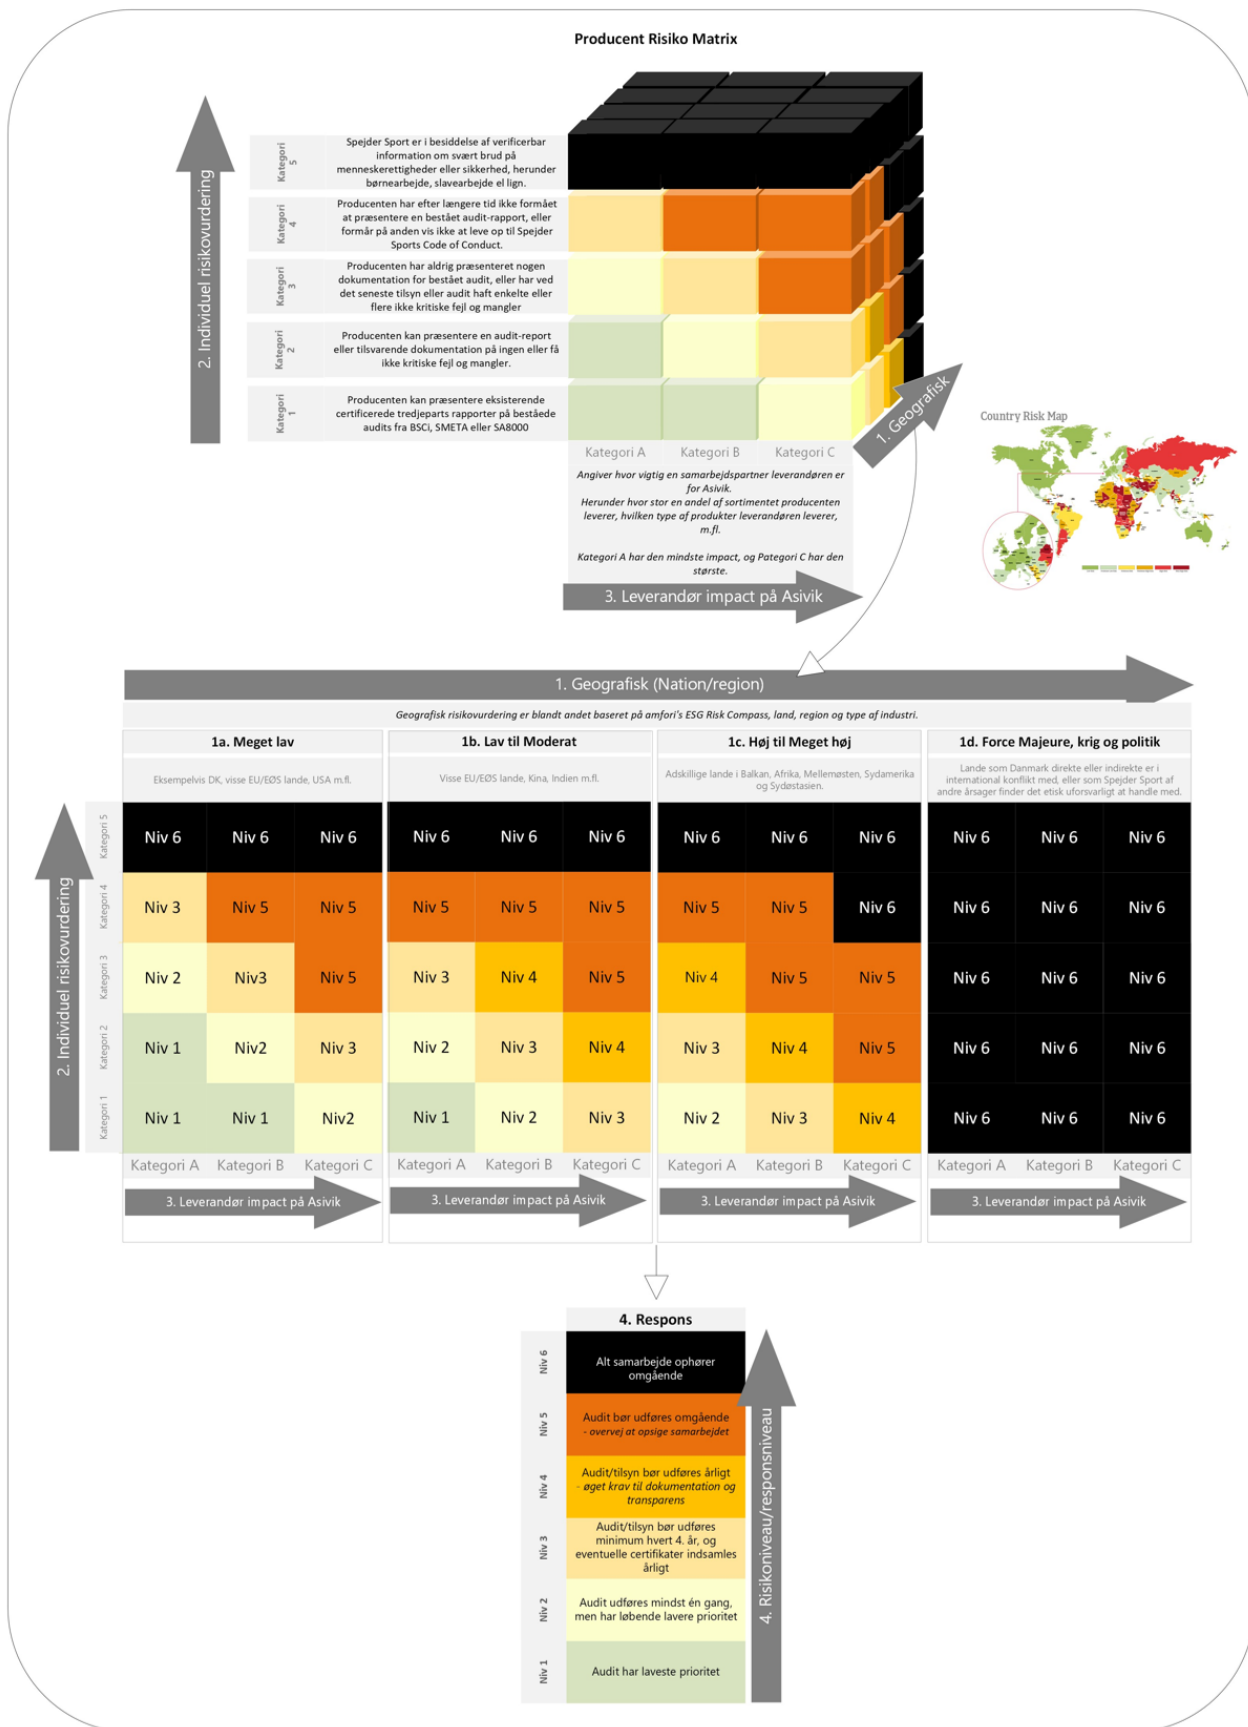 Producent Risiko Matrix
2. Individuel risikovurdering
Kategori
5
Spejder Sport er i besiddelse af verificerbar
information om svært brud på
menneskerettigheder eller sikkerhed, herunder
børnearbejde, slavearbejde el lign.
Kategori
4
Producenten har efter længere tid ikke formået
at præsentere en bestået audit-rapport, eller
formår på anden vis ikke at leve op til Spejder
Sports Code of Conduct.
Kategori
3
Producenten har aldrig præsenteret nogen
dokumentation for bestået audit, eller har ved
det seneste tilsyn eller audit haft enkelte eller
flere ikke kritiske fejl og mangler
Kategori
2
Producenten kan præsentere en audit-report
eller tilsvarende dokumentation på ingen eller få
ikke kritiske fejl og mangler.
Kategori
1
Producenten kan præsentere eksisterende
certificerede tredjeparts rapporter på beståede
audits fra BSCi, SMETA eller SA8000
1. Geografisk
Kategori A Kategori B Kategori C
Angiver hvor vigtig en samarbejdspartner leverandøren er
for Asivik.
Herunder hvor stor en andel af sortimentet producenten
leverer, hvilken type af produkter leverandøren leverer,
m.fl.
Kategori A har den mindste impact, og Pategori C har den
største.
3. Leverandør impact på Asivik
Country Risk Map
1. Geografisk (Nation/region)
Geografisk risikovurdering er blandt andet baseret på amfori's ESG Risk Compass, land, region og type af industri.
1a. Meget lav 1b. Lav til Moderat 1c. Høj til Meget høj 1d. Force Majeure, krig og politik
Eksempelvis DK, visse EU/EØS lande, USA m.fl.
Visse EU/EØS lande, Kina, Indien m.fl.
Adskillige lande i Balkan, Afrika, Mellemøsten, Sydamerika
og Sydøstasien.
Lande som Danmark direkte eller indirekte er i
international konflikt med, eller som Spejder Sport af
andre årsager finder det etisk uforsvarligt at handle med.
2. Individuel risikovurdering
Kategori 5 Niv 6 Niv 6 Niv 6 Niv 6 Niv 6 Niv 6 Niv 6 Niv 6 Niv 6 Niv 6 Niv 6 Niv 6
Kategori 4 Niv 3 Niv 5 Niv 5 Niv 5 Niv 5 Niv 5 Niv 5 Niv 5 Niv 6 Niv 6 Niv 6 Niv 6
Kategori 3 Niv 2 Niv3 Niv 5 Niv 3 Niv 4 Niv 5 Niv 4 Niv 5 Niv 5 Niv 6 Niv 6 Niv 6
Kategori 2 Niv 1 Niv2 Niv 3 Niv 2 Niv 3 Niv 4 Niv 3 Niv 4 Niv 5 Niv 6 Niv 6 Niv 6
Kategori 1 Niv 1 Niv 1 Niv2 Niv 1 Niv 2 Niv 3 Niv 2 Niv 3 Niv 4 Niv 6 Niv 6 Niv 6
Kategori A Kategori B Kategori C Kategori A Kategori B Kategori C Kategori A Kategori B Kategori C Kategori A Kategori B Kategori C
3. Leverandør impact på Asivik 3. Leverandør impact på Asivik 3. Leverandør impact på Asivik 3. Leverandør impact på Asivik
4. Respons
4. Risikoniveau/responsniveau
Niv 6
Alt samarbejde ophører
omgående
Niv 5
Audit bør udføres omgående
- overvej at opsige samarbejdet
Niv 4
Audit/tilsyn bør udføres årligt
- øget krav til dokumentation og
transparens
Niv 3
Audit/tilsyn bør udføres
minimum hvert 4. år, og
eventuelle certifikater indsamles
årligt
Niv 2
Audit udføres mindst én gang,
men har løbende lavere prioritet
Niv 1
Audit har laveste prioritet